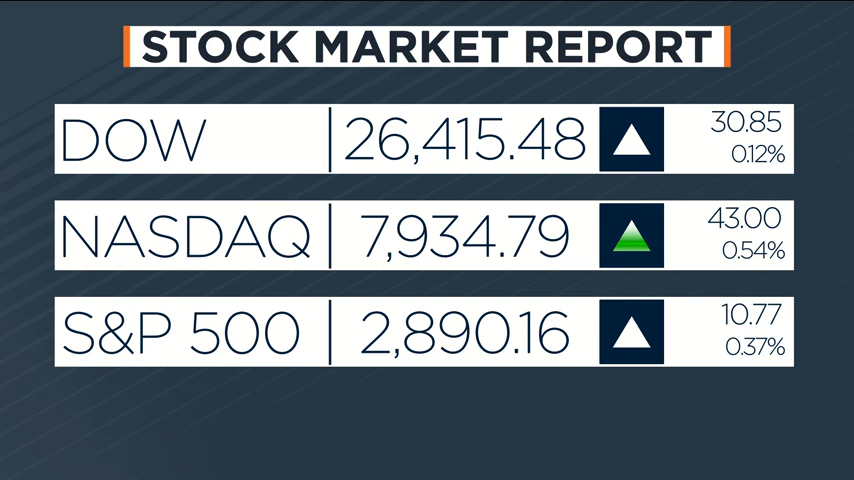 STOCK MARKET REPORT
DOW 26,415.48 30.85
0.12%
NASDAQ 7,934.79 43.00
0.54%
S&P 500 2,890.16 10.77
0.37%